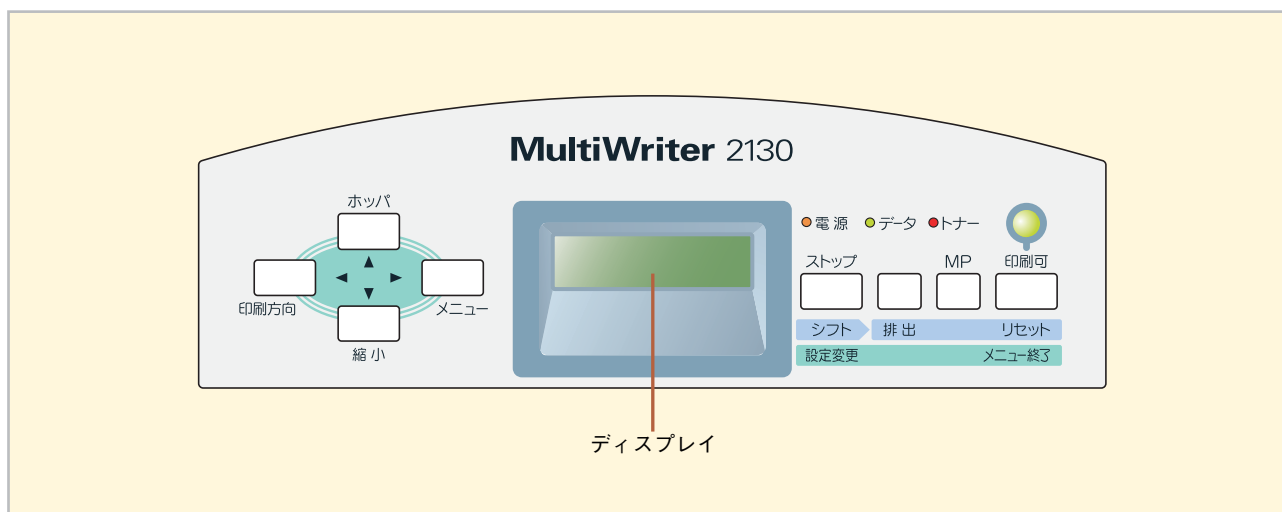 MultiWriter 2130
ホッパ
印刷方向
メニュー
縮小
電源 データ トナー
ストップ MP 印刷可
シフト 排出 リセット
設定変更 メニュー終了
ディスプレイ